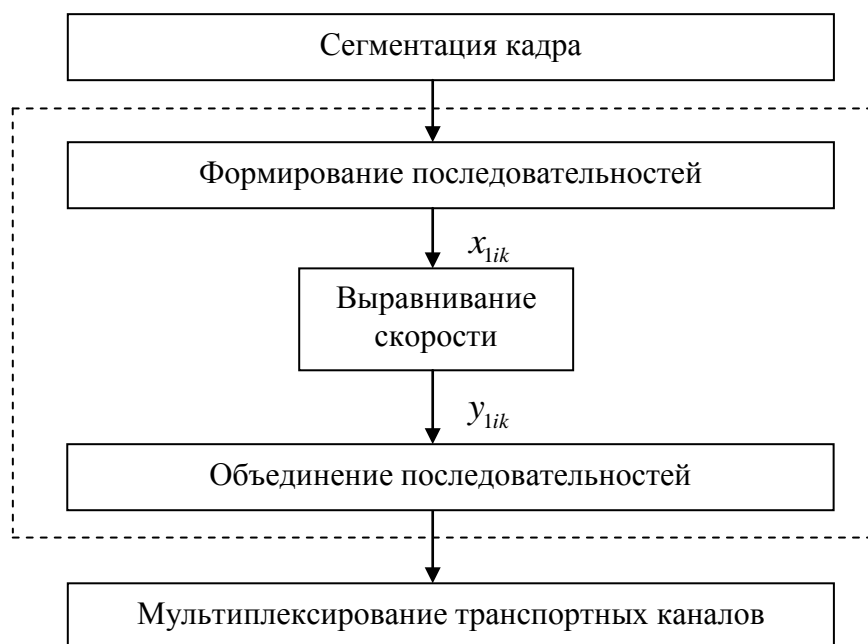 Сегментация кадра
Формирование последовательностей
x1ik
Выравнивание
скорости
y1ik
Объединение последовательностей
Мультиплексирование транспортных каналов